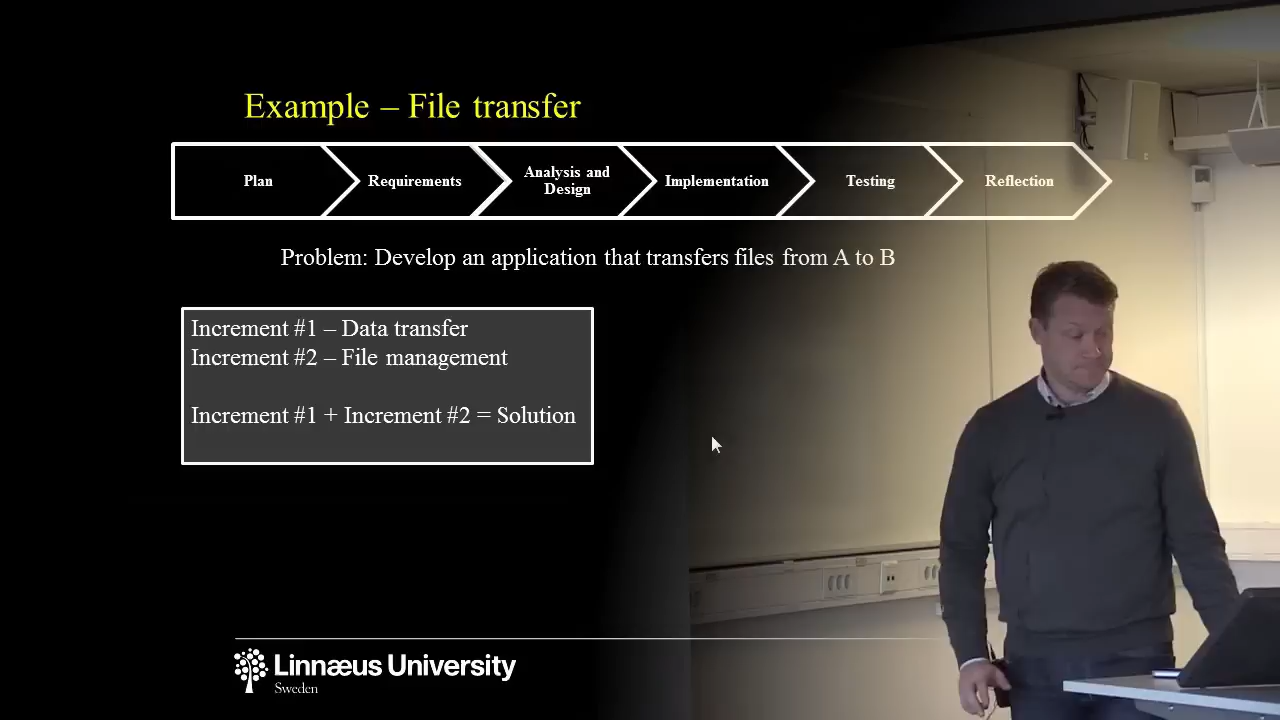 Example – File transfer
Plan
Requirements
Analysis and
Design
Implementation
Testing
Reflection
Problem: Develop an application that transfers files from A to B
Increment #1 – Data transfer
Increment #2 – File management
Increment #1 + Increment #2 = Solution
Linnæus University
Sweden